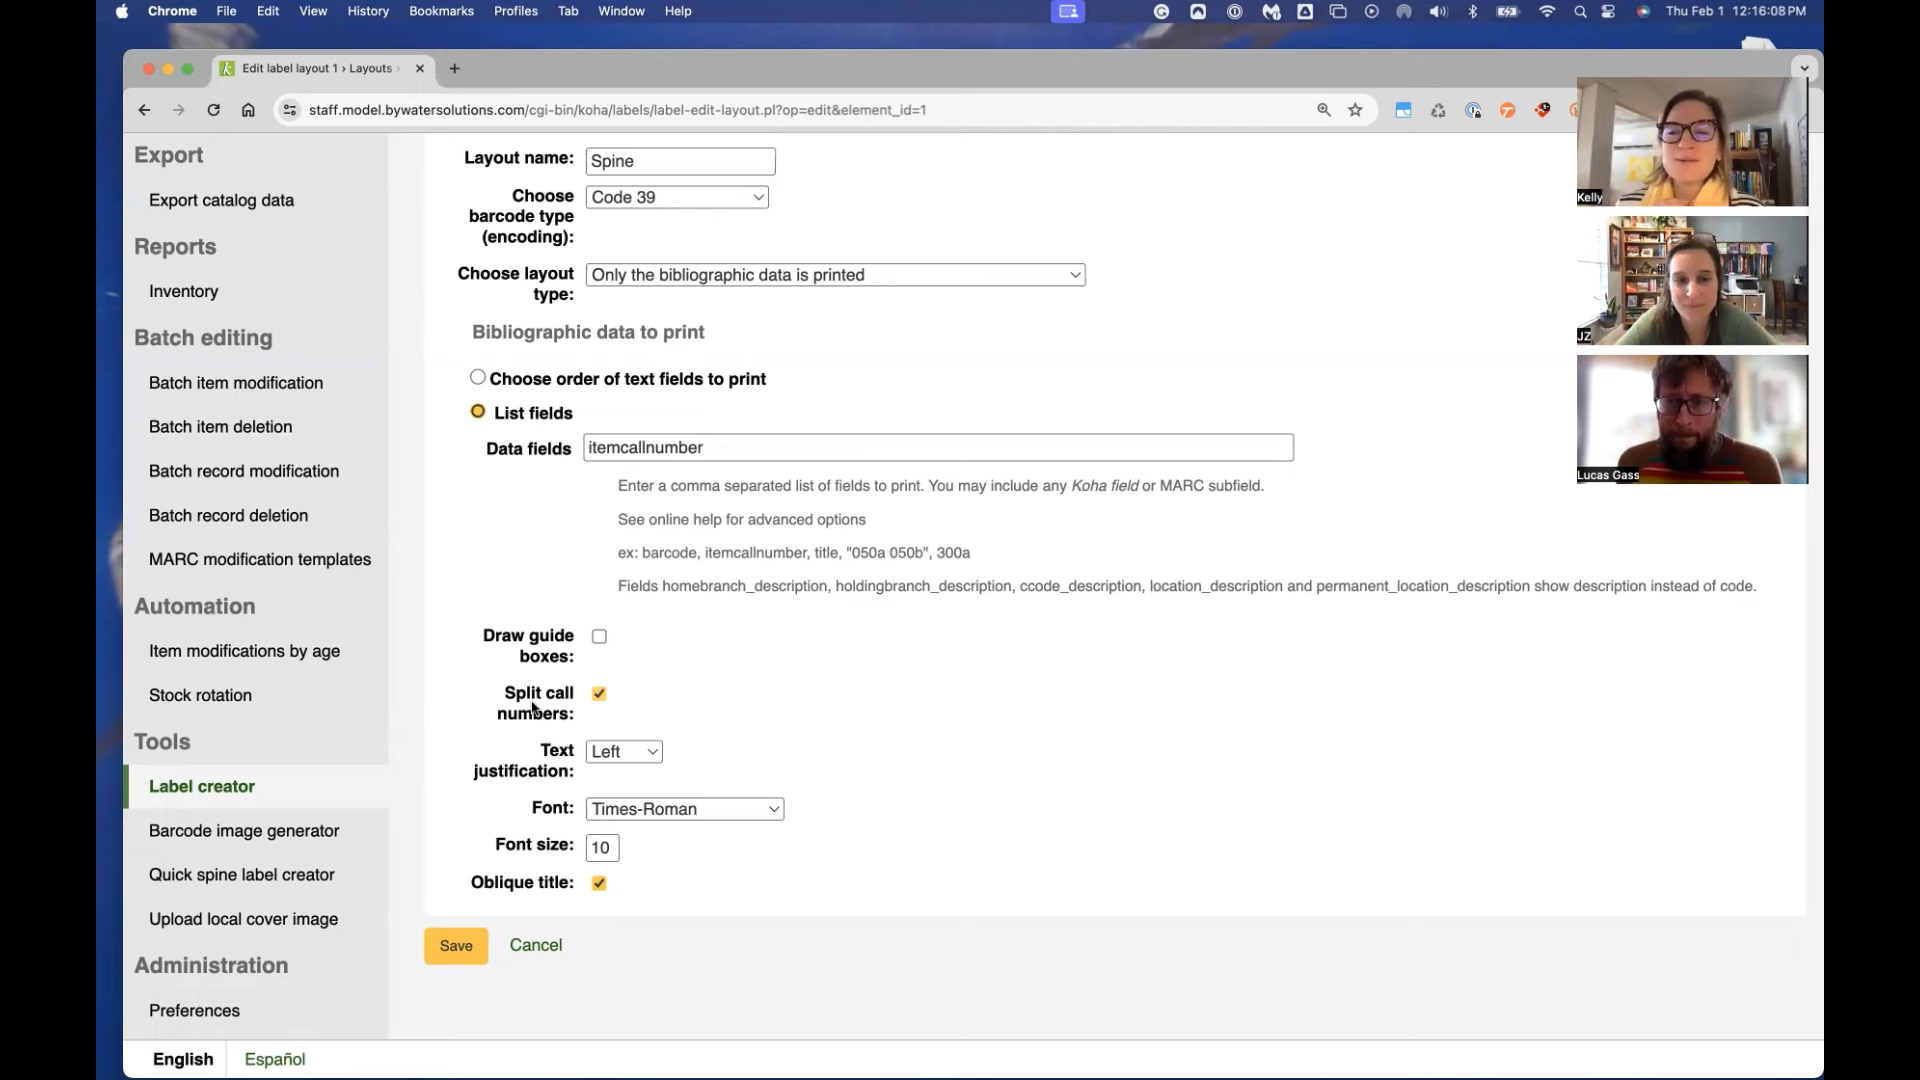 Chrome File Edit View History Bookmarks Profiles Tab Window Help
Thu Feb 1 12:16:08 PM
Edit label layout 1 › Layouts ›
staff.model.bywatersolutions.com/cgi-bin/koha/labels/label-edit-layout.pl?op=edit&element_id=1
Export
Export catalog data
Reports
Inventory
Batch editing
Batch item modification
Batch item deletion
Batch record modification
Batch record deletion
MARC modification templates
Automation
Item modifications by age
Stock rotation
Tools
Label creator
Barcode image generator
Quick spine label creator
Upload local cover image
Administration
Preferences
Layout name: Spine
Choose Code 39
barcode type
(encoding):
Choose layout Only the bibliographic data is printed
type:
Bibliographic data to print
Choose order of text fields to print
List fields
Data fields itemcallnumber
Enter a comma separated list of fields to print. You may include any Koha field or MARC subfield.
See online help for advanced options
ex: barcode, itemcallnumber, title, "050a 050b", 300a
Fields homebranch_description, holdingbranch_description, ccode_description, location_description and permanent_location_description show description instead of code.
Draw guide
boxes:
Split call
numbers:
Text Left
justification:
Font: Times-Roman
Font size: 10
Oblique title:
Save Cancel
English Español
Kelly
JZ
Lucas Gass